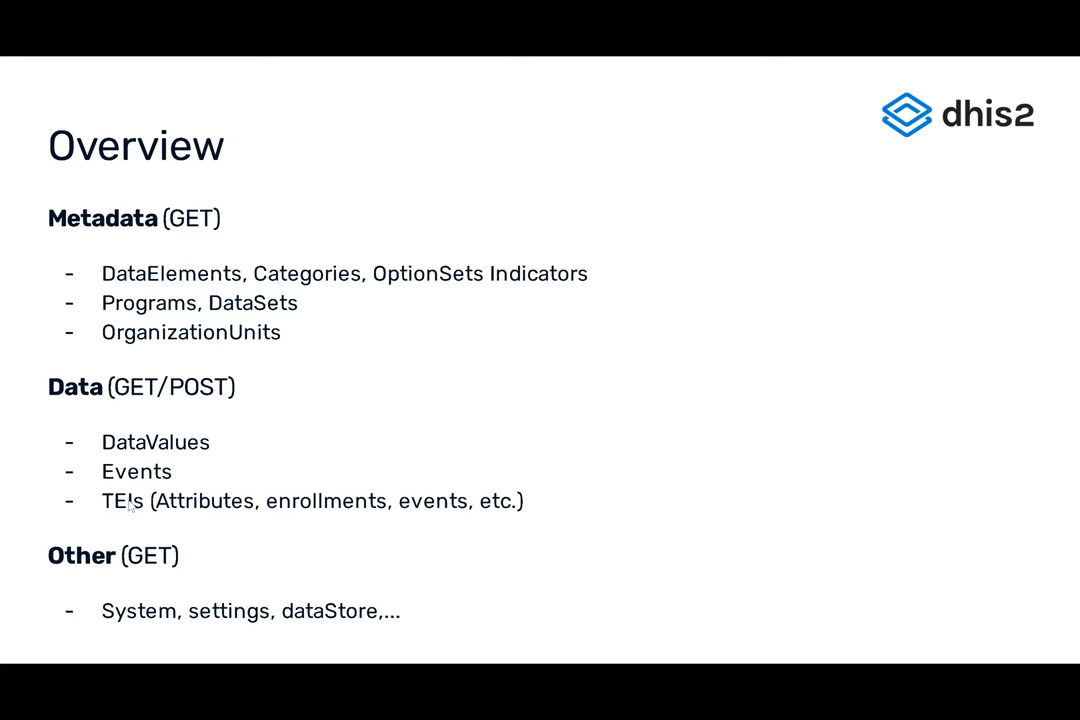 dhis2
Overview
Metadata (GET)
- DataElements, Categories, OptionSets Indicators
- Programs, DataSets
- OrganizationUnits
Data (GET/POST)
- DataValues
- Events
- TEIs (Attributes, enrollments, events, etc.)
Other (GET)
- System, settings, dataStore,...